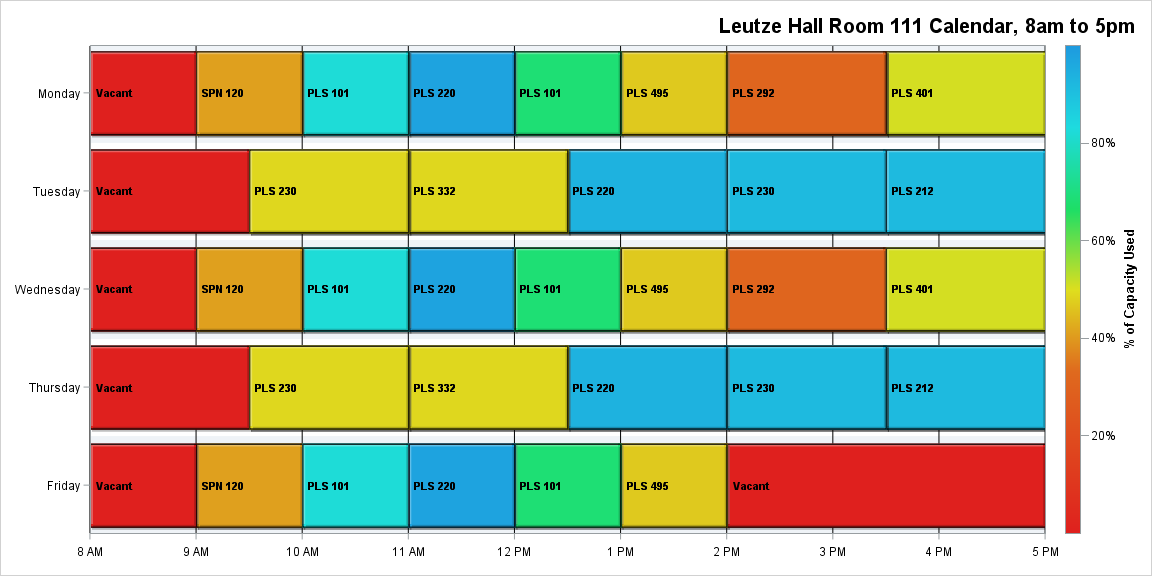 Leutze Hall Room 111 Calendar, 8am to 5pm
Monday
Vacant
SPN 120
PLS 101
PLS 220
PLS 101
PLS 495
PLS 292
PLS 401
Tuesday
Vacant
PLS 230
PLS 332
PLS 220
PLS 230
PLS 212
Wednesday
Vacant
SPN 120
PLS 101
PLS 220
PLS 101
PLS 495
PLS 292
PLS 401
Thursday
Vacant
PLS 230
PLS 332
PLS 220
PLS 230
PLS 212
Friday
Vacant
SPN 120
PLS 101
PLS 220
PLS 101
PLS 495
Vacant
8 AM
9 AM
10 AM
11 AM
12 PM
1 PM
2 PM
3 PM
4 PM
5 PM
80%
60%
40%
20%
% of Capacity Used